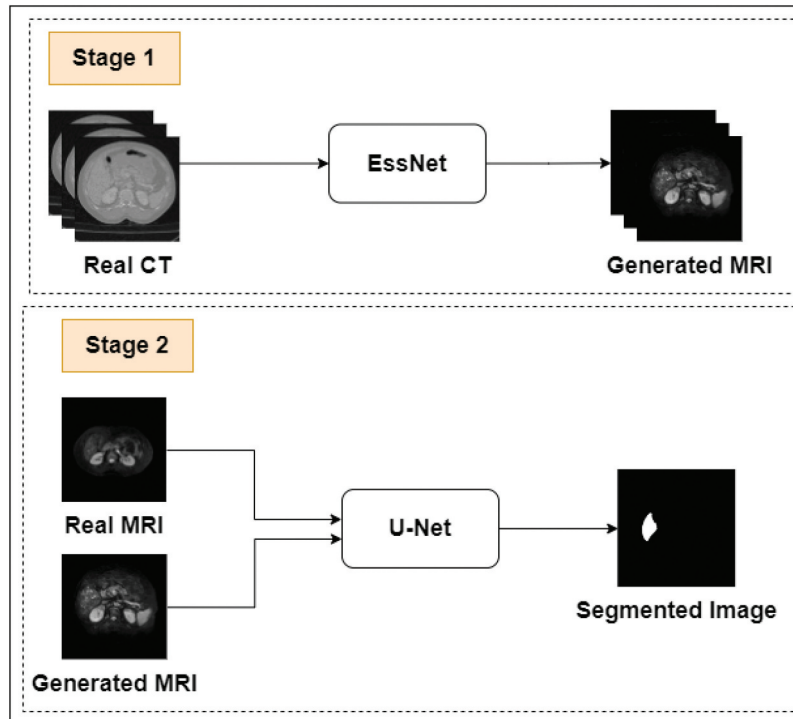 Stage 1
EssNet
Real CT
Generated MRI
Stage 2
Real MRI
U-Net
Generated MRI
Segmented Image